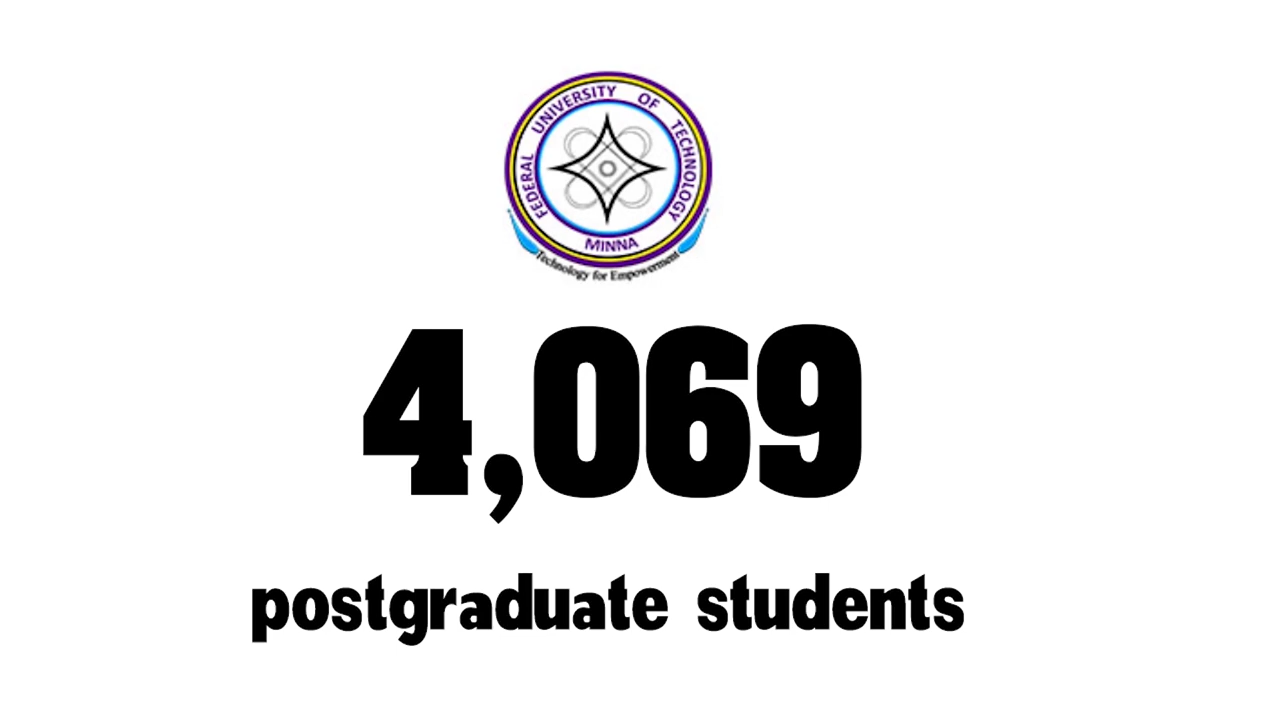 FEDERAL UNIVERSITY OF TECHNOLOGY
MINNA
Technology for Empowerment
4,069
postgraduate students